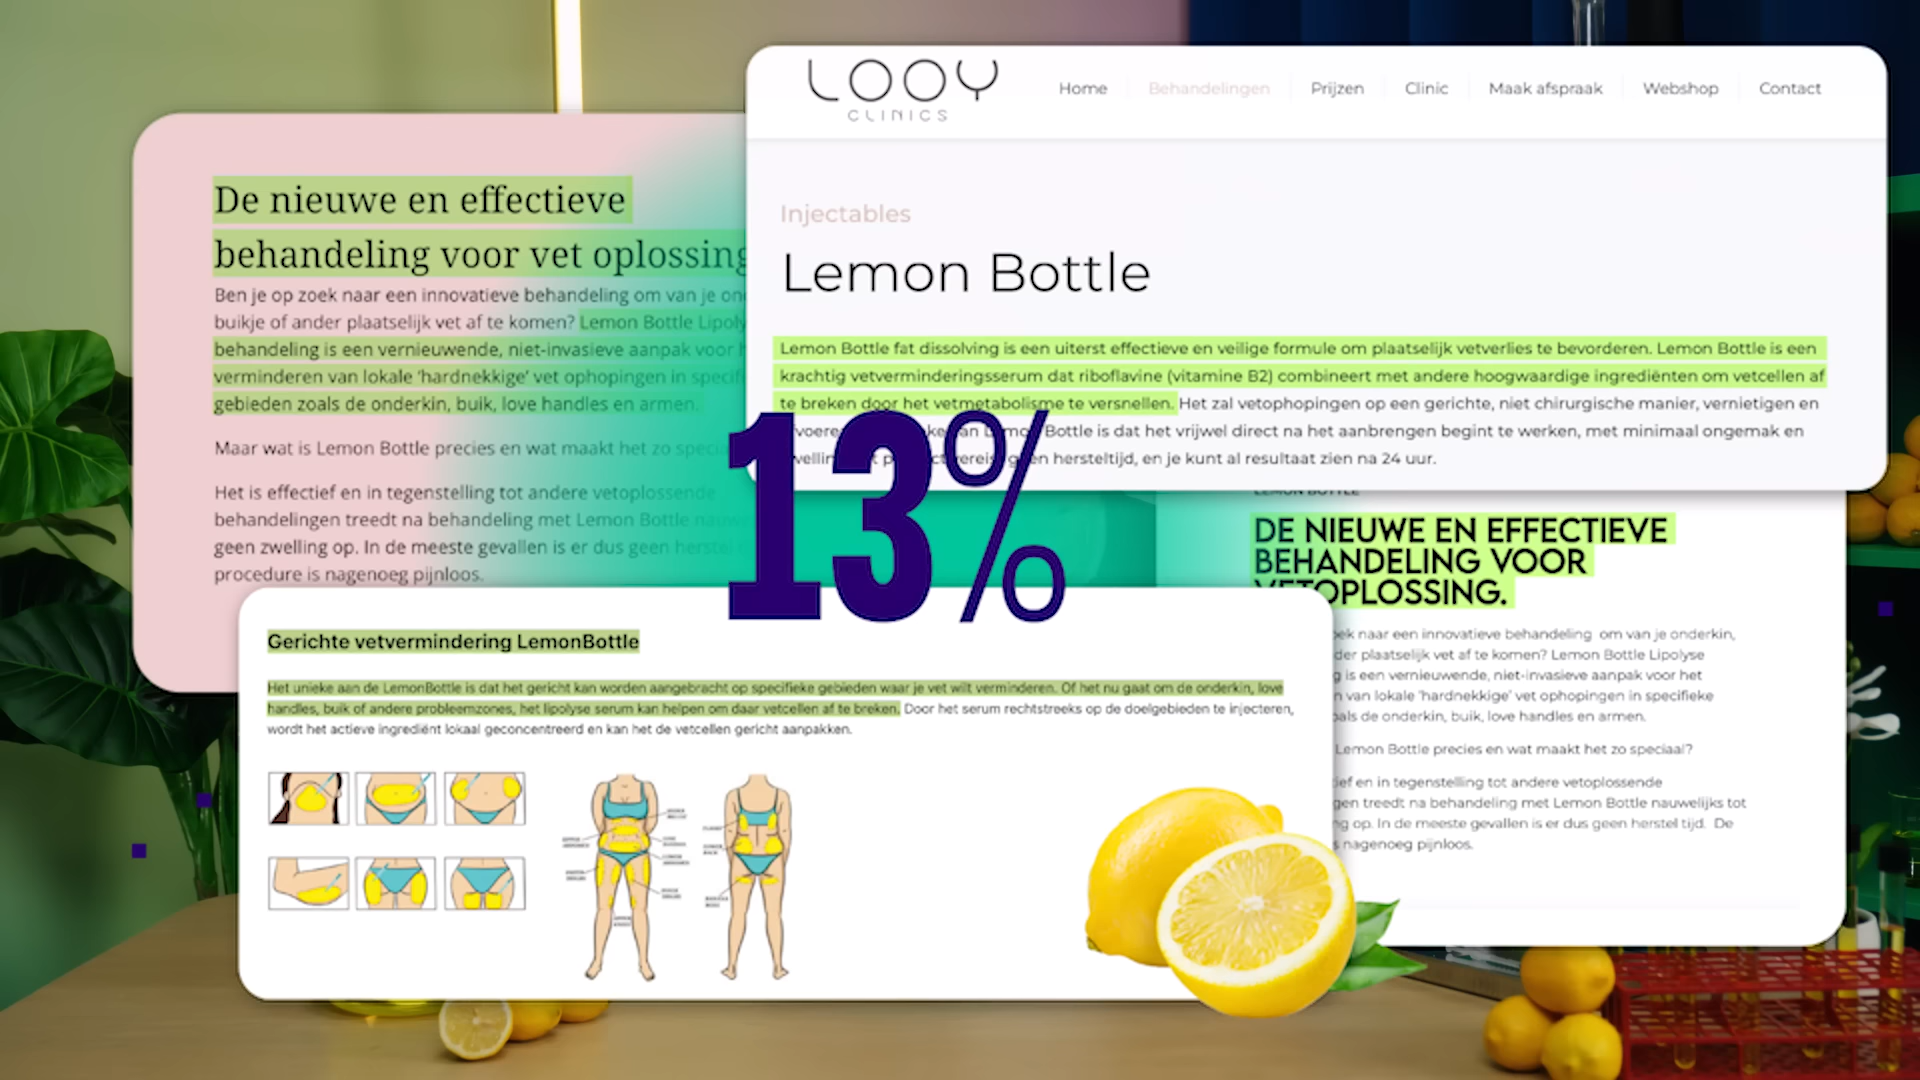 LOOY
CLINICS
Home
Behandelingen
Prijzen
Clinic
Maak afspraak
Webshop
Contact
Injectables
Lemon Bottle
Lemon Bottle fat dissolving is een uiterst effectieve en veilige formule om plaatselijk vetverlies te bevorderen. Lemon Bottle is een
krachtig vetverminderingsserum dat riboflavine (vitamine B2) combineert met andere hoogwaardige ingrediënten om vetcellen af
te breken door het vetmetabolisme te versnellen. Het zal vetophopingen op een gerichte, niet chirurgische manier, vernietigen en
Bottle is dat het vrijwel direct na het aanbrengen begint te werken, met minimaal ongemak en
hersteltijd, en je kunt al resultaat zien na 24 uur.
De nieuwe en effectieve
behandeling voor vet oplossing
Ben je op zoek naar een innovatieve behandeling om van je
buikje of ander plaatselijk vet af te komen? Lemon Bottle
behandeling is een vernieuwende, niet-invasieve aanpak voor
verminderen van lokale 'hardnekkige' vet ophopingen in
gebieden zoals de onderkin, buik, love handles en armen.
Maar wat is Lemon Bottle precies en wat maakt het zo
Het is effectief en in tegenstelling tot andere vetoplossende
behandelingen treedt na behandeling met Lemon Bottle
geen zwelling op. In de meeste gevallen is er dus geen
procedure is nagenoeg pijnloos.
13%
LEMON BOTTLE
DE NIEUWE EN EFFECTIEVE
BEHANDELING VOOR
VETOPLOSSING.
naar een innovatieve behandeling om van je onderkin,
plaatselijk vet af te komen? Lemon Bottle Lipolyse
is een vernieuwende, niet-invasieve aanpak voor het
van lokale 'hardnekkige' vet ophopingen in specifieke
de onderkin, buik, love handles en armen.
Lemon Bottle precies en wat maakt het zo speciaal?
en in tegenstelling tot andere vetoplossende
treedt na behandeling met Lemon Bottle nauwelijks tot
op. In de meeste gevallen is er dus geen herstel tijd. De
nagenoeg pijnloos.
Gerichte vetvermindering LemonBottle
Het unieke aan de LemonBottle is dat het gericht kan worden aangebracht op specifieke gebieden waar je vet wilt verminderen. Of het nu gaat om de onderkin, love
handles, buik of andere probleemzones, het lipolyse serum kan helpen om daar vetcellen af te breken. Door het serum rechtstreeks op de doelgebieden te injecteren,
wordt het actieve ingrediënt lokaal geconcentreerd en kan het de vetcellen gericht aanpakken.